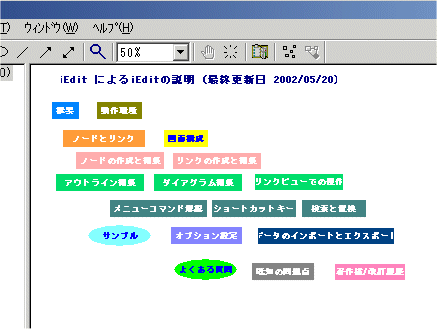 T) ウィンドウ(W) ヘルプ(H)
50%
0)
iEdit によるiEditの説明 (最終更新日 2002/05/20)
概要 動作環境
ノードとリンク 画面構成
ノードの作成と編集 リンクの作成と編集
アウトライン編集 ダイアグラム編集 リンクビューでの操作
メニューコマンド解説 ショートカットキー 検索と置換
サンプル オプション設定 データのインポートとエクスポート
よくある質問 既知の問題点 著作権/改訂履歴